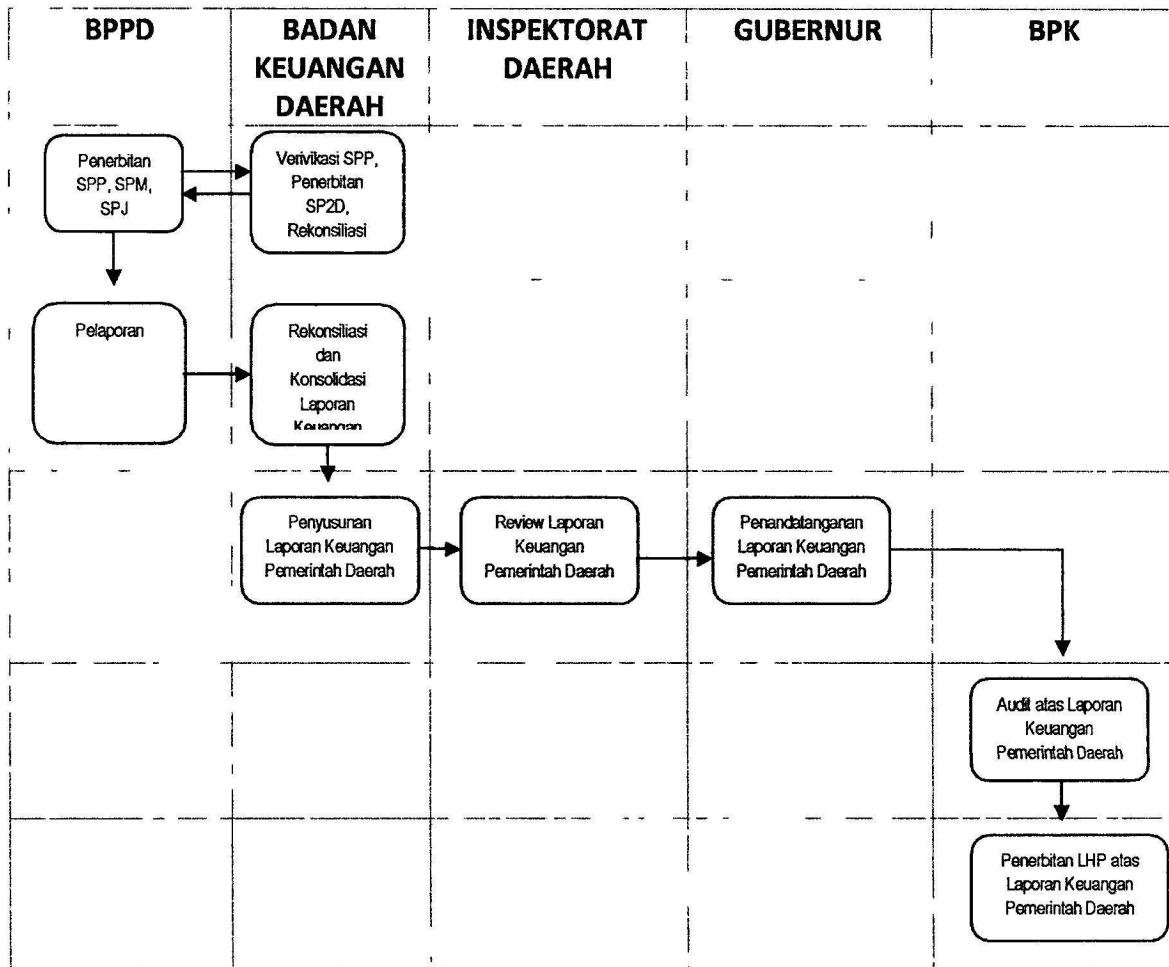 BPPD
BADAN
KEUANGAN
DAERAH
INSPEKTORAT
DAERAH
GUBERNUR
BPK
Penerbitan
SPP, SPM,
SPJ
Verivikasi SPP,
Penerbitan
SP2D,
Rekonsiliasi
Pelaporan
Rekonsiliasi
dan
Konsolidasi
Laporan
Keuangan
Penyusunan
Laporan Keuangan
Pemerintah Daerah
Review Laporan
Keuangan
Pemerintah Daerah
Penandatanganan
Laporan Keuangan
Pemerintah Daerah
Audit atas Laporan
Keuangan
Pemerintah Daerah
Penerbitan LHP atas
Laporan Keuangan
Pemerintah Daerah